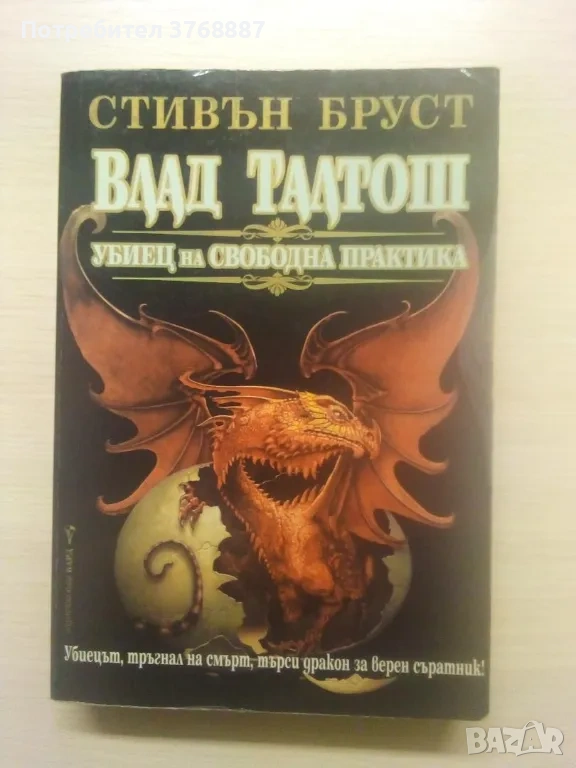 Потребител 3768887
СТИВЪН БРУСТ
ВЛАД ТАЛТОШ
УБИЕЦ НА СВОБОДНА ПРАКТИКА
Убиецът, тръгнал на смърт, търси дракон за верен съратник!
BAZAR